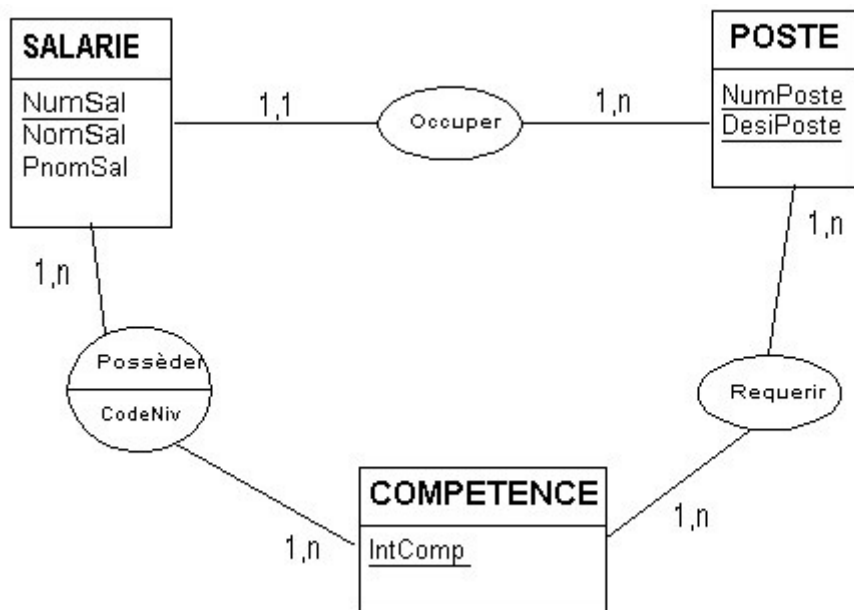 SALARIE
NumSal
NomSal
PnomSal
1,1
Occuper
1,n
POSTE
NumPoste
DesiPoste
1,n
1,n
Possèder
CodeNiv
Requerir
1,n
COMPETENCE
IntComp
1,n